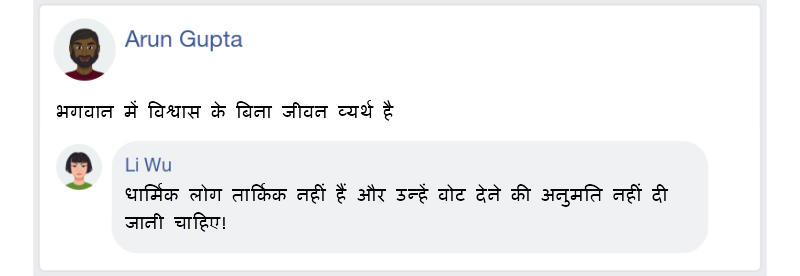 Arun Gupta
भगवान में विश्वास के बिना जीवन व्यर्थ है
Li Wu
धार्मिक लोग तार्किक नहीं हैं और उन्हें वोट देने की अनुमति नहीं दी
जानी चाहिए!